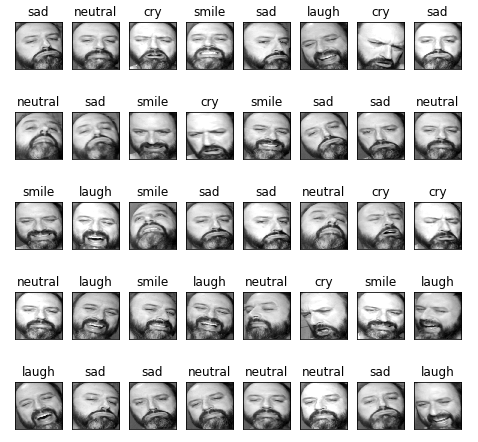 sad neutral cry smile sad laugh cry sad
neutral sad smile cry smile sad sad neutral
smile laugh smile sad sad neutral cry cry
neutral laugh smile laugh neutral cry smile laugh
laugh sad sad neutral neutral neutral sad laugh